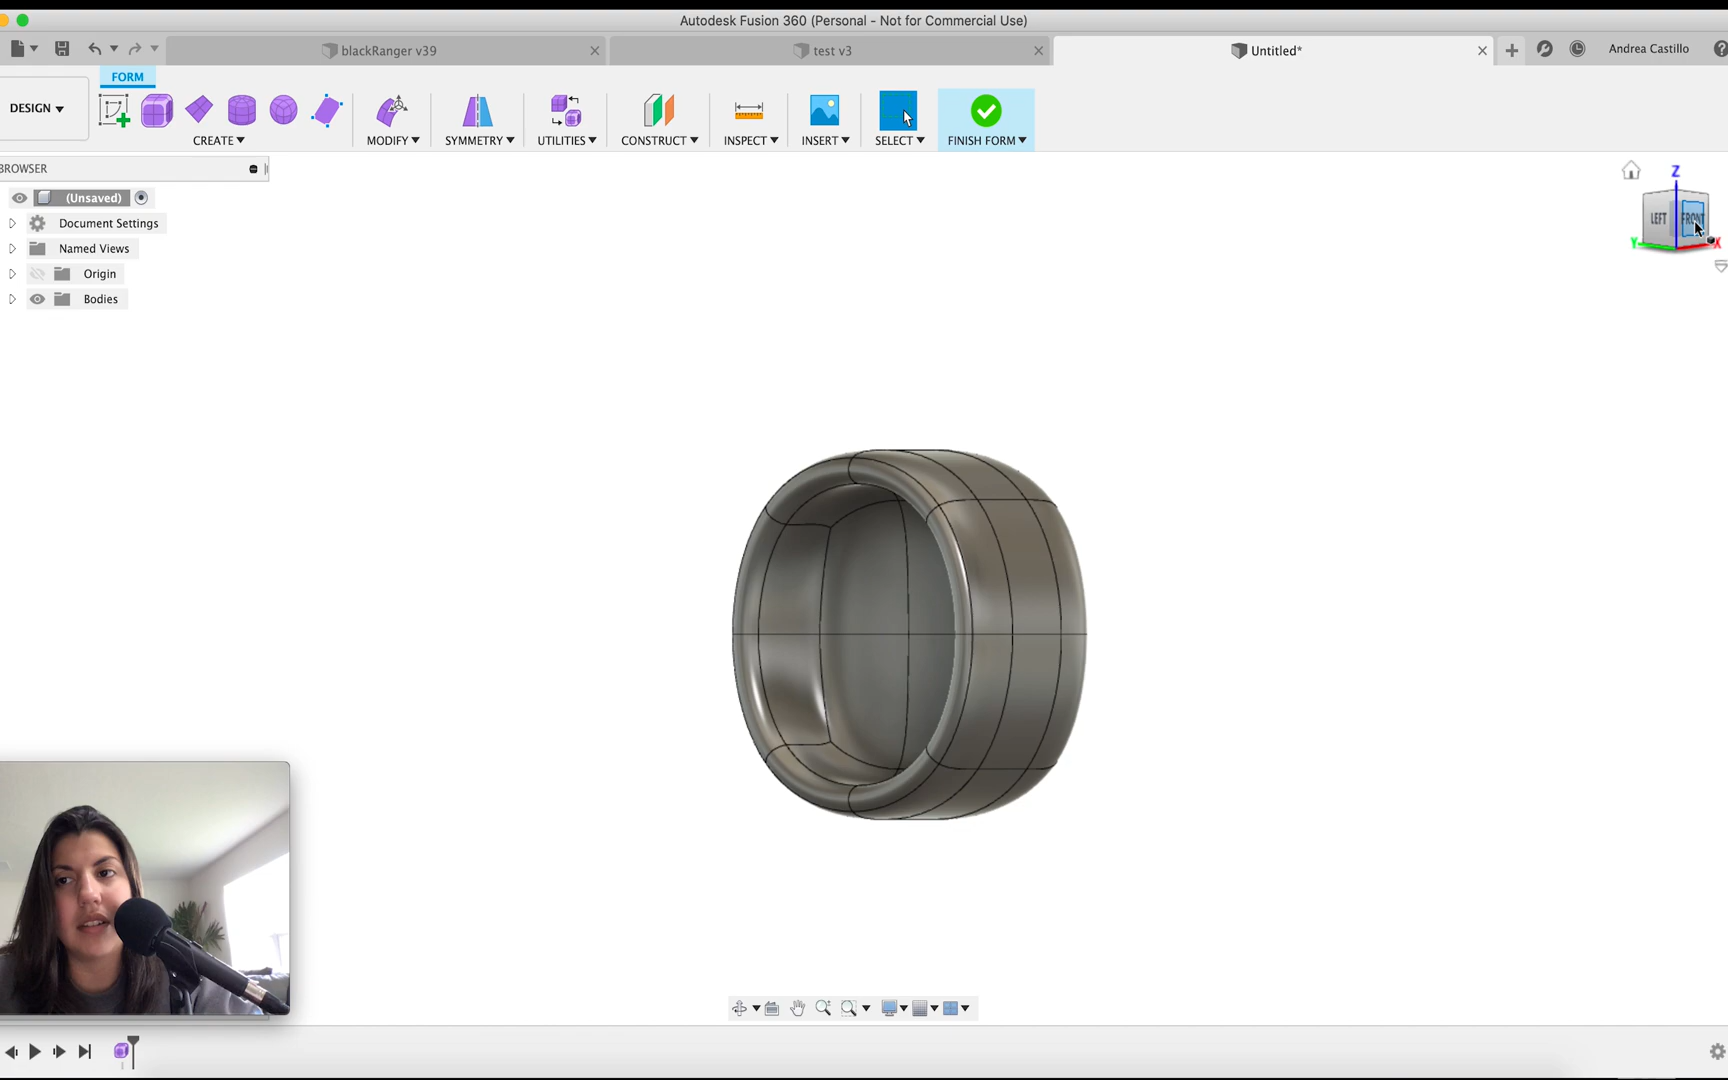 Autodesk Fusion 360 (Personal - Not for Commercial Use)
blackRanger v39
test v3
Untitled*
Andrea Castillo
FORM
DESIGN
CREATE
MODIFY
SYMMETRY
UTILITIES
CONSTRUCT
INSPECT
INSERT
SELECT
FINISH FORM
BROWSER
(Unsaved)
Document Settings
Named Views
Origin
Bodies
Z
LEFT
FRONT
Y
X